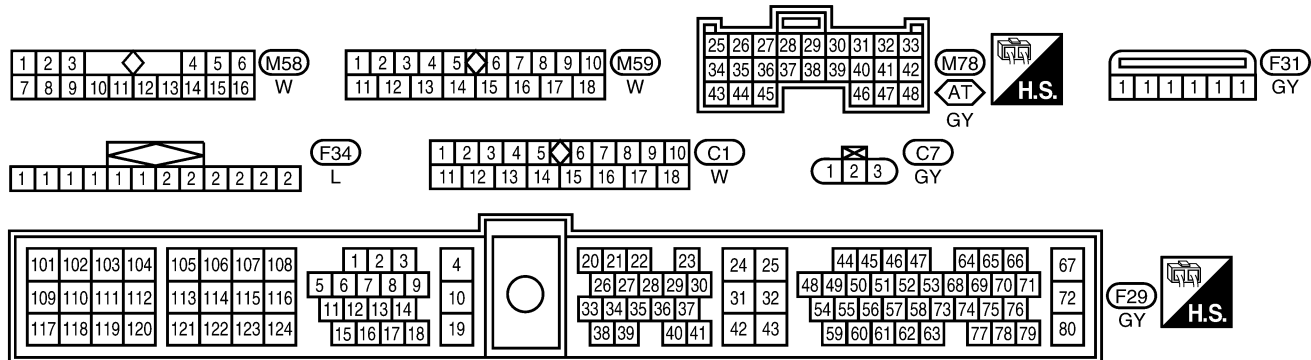 1 2 3 4 5 6
7 8 9 10 11 12 13 14 15 16
M58
W
1 2 3 4 5 6 7 8 9 10
11 12 13 14 15 16 17 18
M59
W
25 26 27 28 29 30 31 32 33
34 35 36 37 38 39 40 41 42
43 44 45 46 47 48
M78
AT
GY
H.S.
1 1 1 1 1 1
F31
GY
1 1 1 1 1 1 2 2 2 2 2 2
F34
L
1 2 3 4 5 6 7 8 9 10
11 12 13 14 15 16 17 18
C1
W
1 2 3
C7
GY
101 102 103 104 105 106 107 108
109 110 111 112 113 114 115 116
117 118 119 120 121 122 123 124
1 2 3 4
5 6 7 8 9 10
11 12 13 14
15 16 17 18 19
20 21 22 23 24 25
26 27 28 29 30
33 34 35 36 37 31 32
38 39 40 41 42 43
44 45 46 47 64 65 66 67
48 49 50 51 52 53 68 69 70 71
54 55 56 57 58 73 74 75 76 72
59 60 61 62 63 77 78 79 80
F29
GY
H.S.